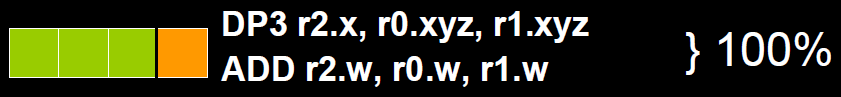 DP3 r2.x, r0.xyz, r1.xyz
ADD r2.w, r0.w, r1.w
} 100%